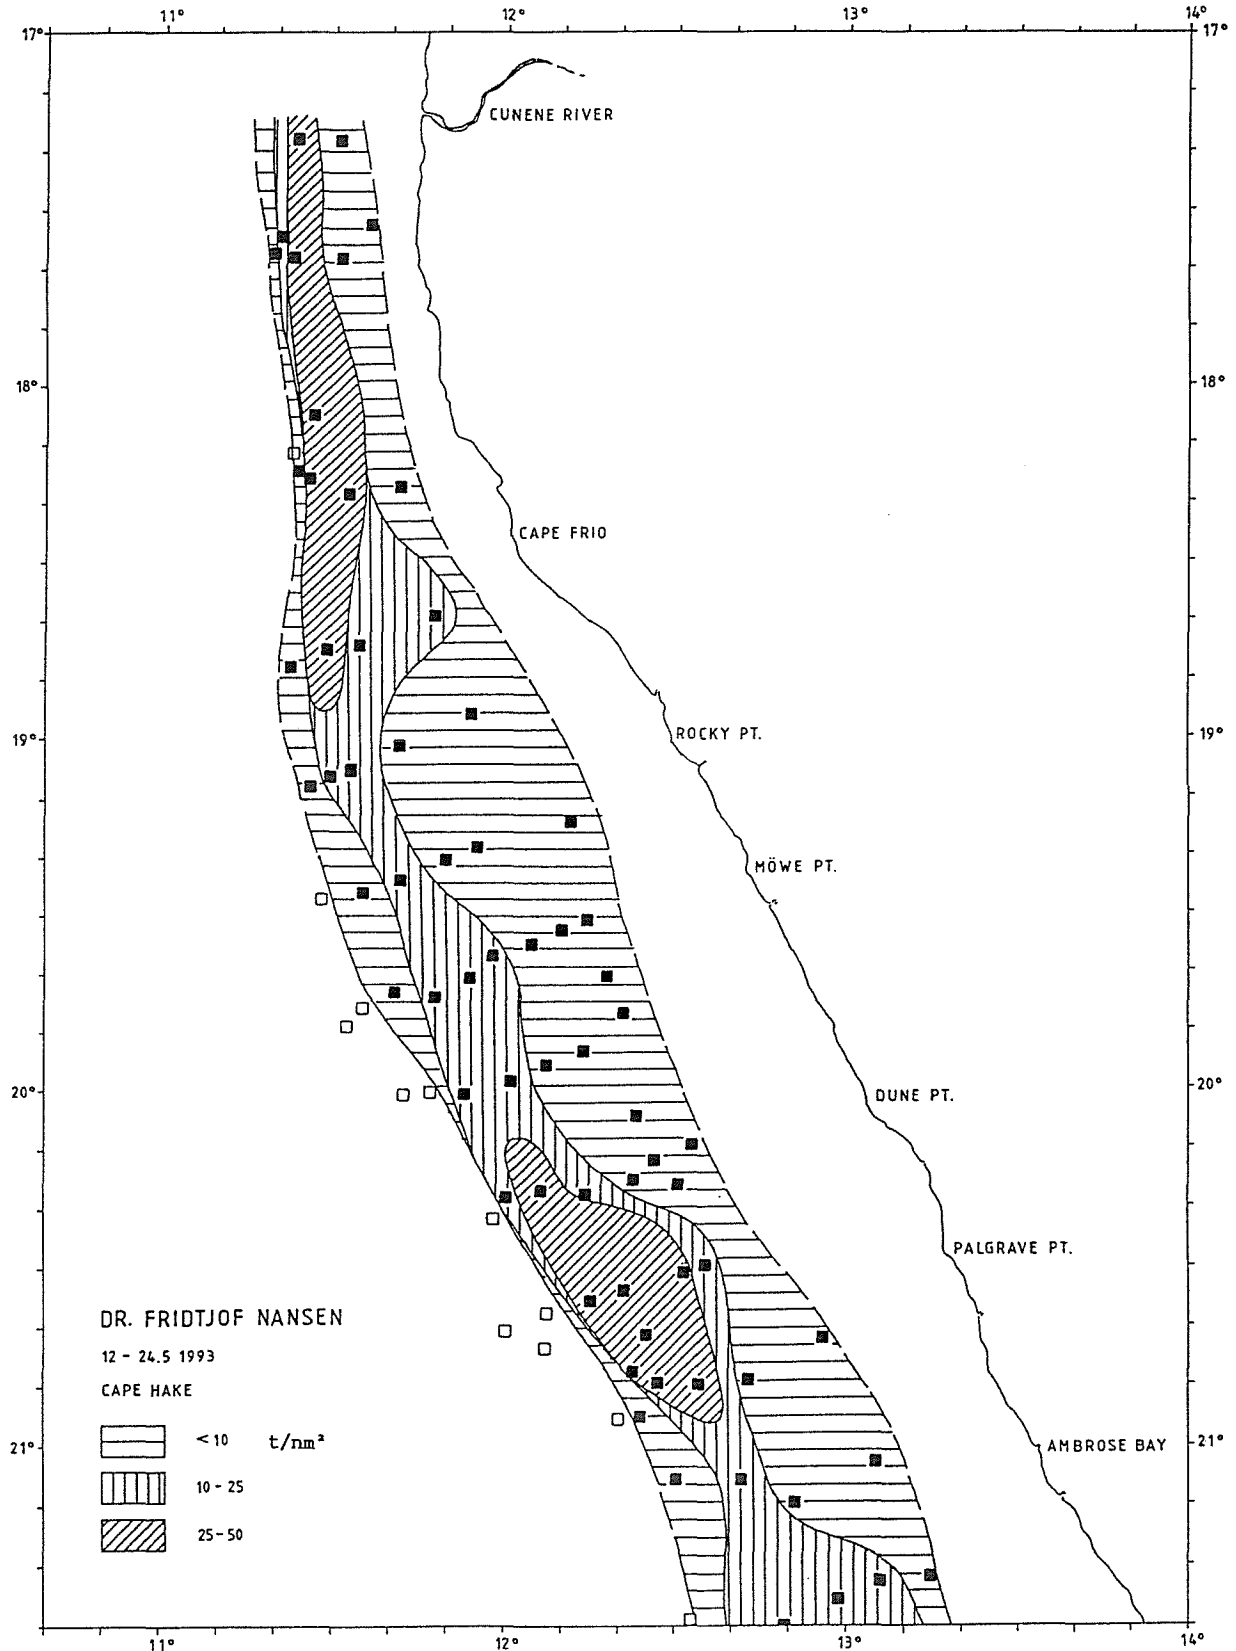 11° 12° 13° 14°
17° 17°
CUNENE RIVER
18° 18°
CAPE FRIO
ROCKY PT.
19° 19°
MÖWE PT.
20° 20°
DUNE PT.
PALGRAVE PT.
DR. FRIDTJOF NANSEN
12 - 24.5 1993
CAPE HAKE
<10 t/nm²
10 - 25
25 - 50
AMBROSE BAY
21° 21°
11° 12° 13° 14°